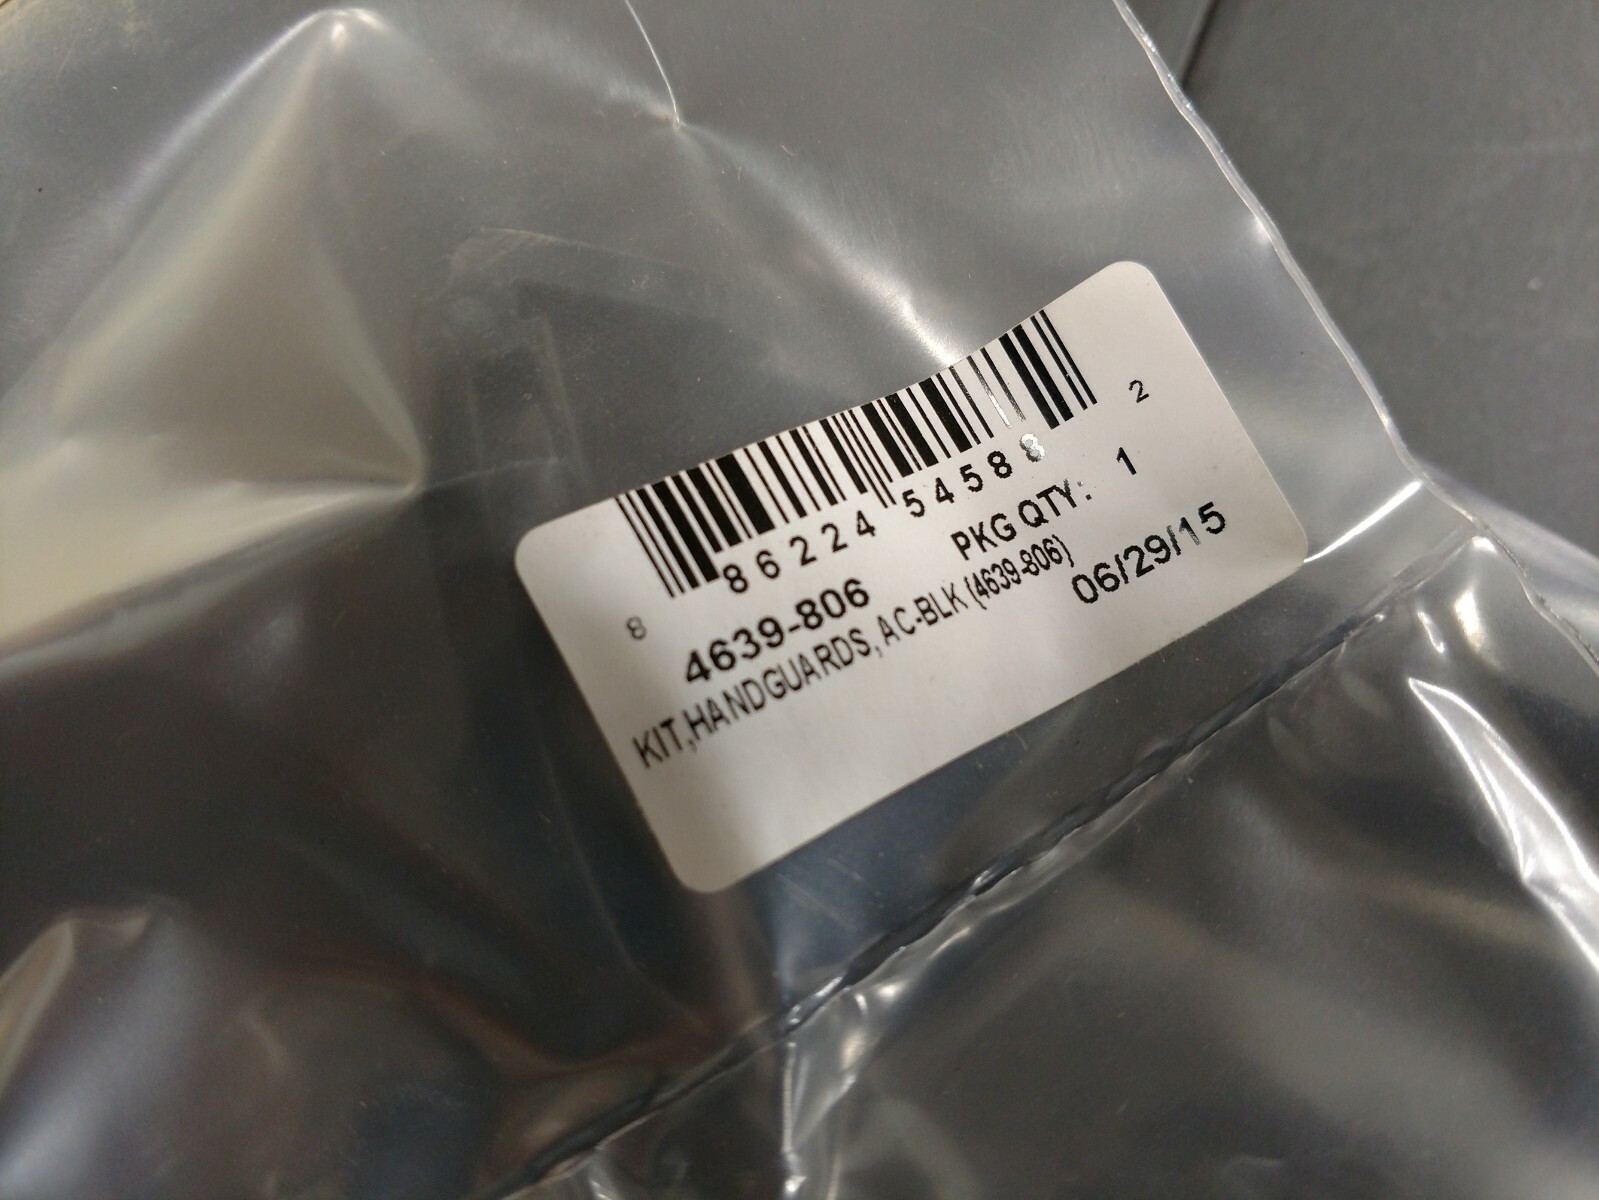 8 86224 54588 2
4639-806 PKG QTY: 1
KIT,HANDGUARDS, AC-BLK (4639-806)
06/29/15